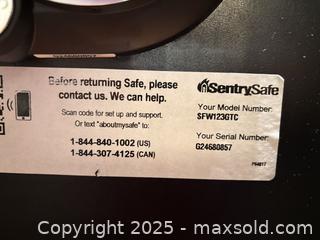 Before returning Safe, please
contact us. We can help.
Scan code for set up and support.
Or text "aboutmysafe" to:
1-844-840-1002 (US)
1-844-307-4125 (CAN)
SentrySafe
Your Model Number:
SFW123GTC
Your Serial Number:
G24680857
Copyright 2025 - maxsold.com